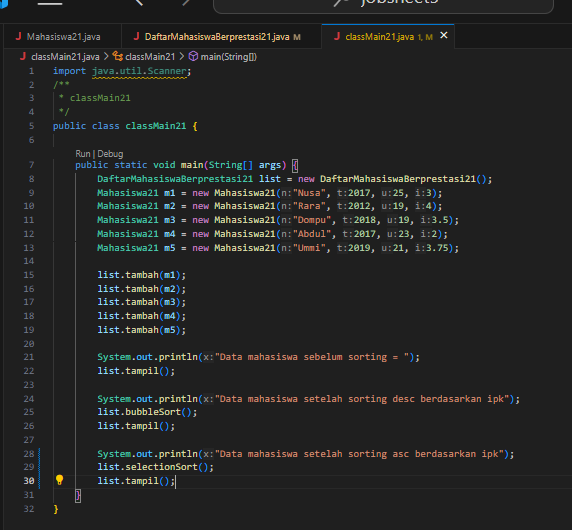 jobsheet5
J Mahasiswa21.java J DaftarMahasiswaBerprestasi21.java M J classMain21.java 1, M ×
J classMain21.java > classMain21 > main(String[])
1 import java.util.Scanner;
2 /**
3 * classMain21
4 */
5 public class classMain21 {
6
Run | Debug
7 public static void main(String[] args) {
8 DaftarMahasiswaBerprestasi21 list = new DaftarMahasiswaBerprestasi21();
9 Mahasiswa21 m1 = new Mahasiswa21(n:"Nusa", t:2017, u:25, i:3);
10 Mahasiswa21 m2 = new Mahasiswa21(n:"Rara", t:2012, u:19, i:4);
11 Mahasiswa21 m3 = new Mahasiswa21(n:"Dompu", t:2018, u:19, i:3.5);
12 Mahasiswa21 m4 = new Mahasiswa21(n:"Abdul", t:2017, u:23, i:2);
13 Mahasiswa21 m5 = new Mahasiswa21(n:"Ummi", t:2019, u:21, i:3.75);
14
15 list.tambah(m1);
16 list.tambah(m2);
17 list.tambah(m3);
18 list.tambah(m4);
19 list.tambah(m5);
20
21 System.out.println(x:"Data mahasiswa sebelum sorting = ");
22 list.tampil();
23
24 System.out.println(x:"Data mahasiswa setelah sorting desc berdasarkan ipk");
25 list.bubbleSort();
26 list.tampil();
27
28 System.out.println(x:"Data mahasiswa setelah sorting asc berdasarkan ipk");
29 list.selectionSort();
30 list.tampil();
31 }
32 }